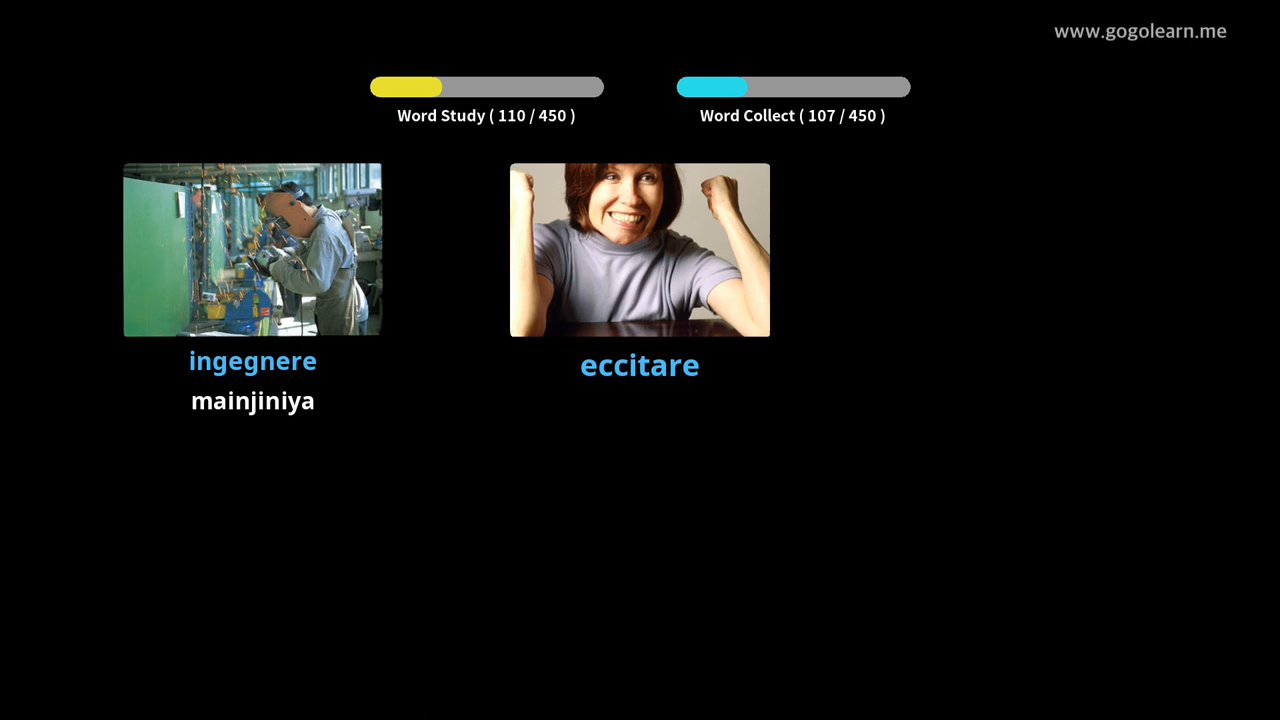 www.gogolearn.me
Word Study ( 110 / 450 )
Word Collect ( 107 / 450 )
ingegnere
mainjiniya
eccitare